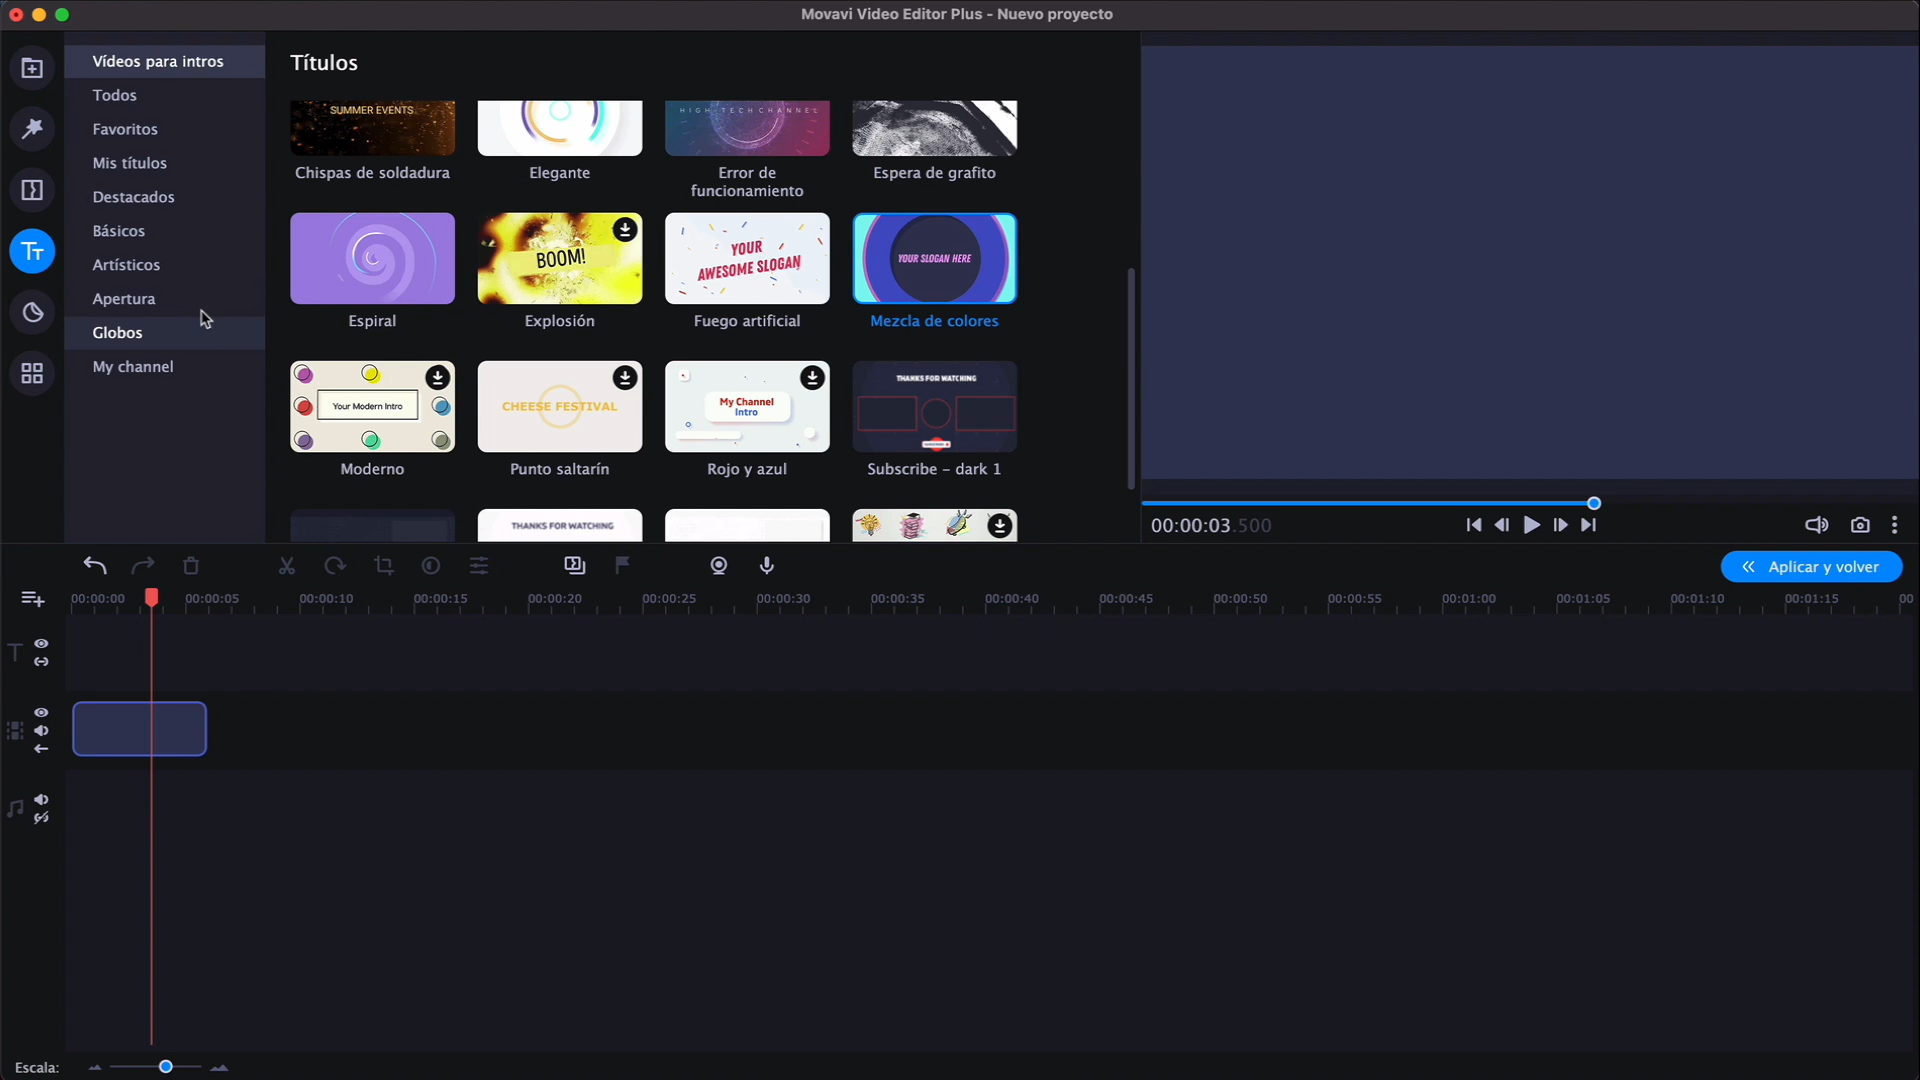 Movavi Video Editor Plus - Nuevo proyecto
Vídeos para intros
Todos
Favoritos
Mis títulos
Destacados
Básicos
Artísticos
Apertura
Globos
My channel
Títulos
SUMMER EVENTS
HIGH-TECH CHANNEL
Chispas de soldadura
Elegante
Error de
funcionamiento
Espera de grafito
BOOM!
YOUR
AWESOME SLOGAN
YOUR SLOGAN HERE
Espiral
Explosión
Fuego artificial
Mezcla de colores
Your Modern Intro
CHEESE FESTIVAL
My Channel
Intro
THANKS FOR WATCHING
Moderno
Punto saltarín
Rojo y azul
Subscribe – dark 1
THANKS FOR WATCHING
00:00:03.500
Aplicar y volver
00:00:00
00:00:05
00:00:10
00:00:15
00:00:20
00:00:25
00:00:30
00:00:35
00:00:40
00:00:45
00:00:50
00:00:55
00:01:00
00:01:05
00:01:10
00:01:15
00
Escala: